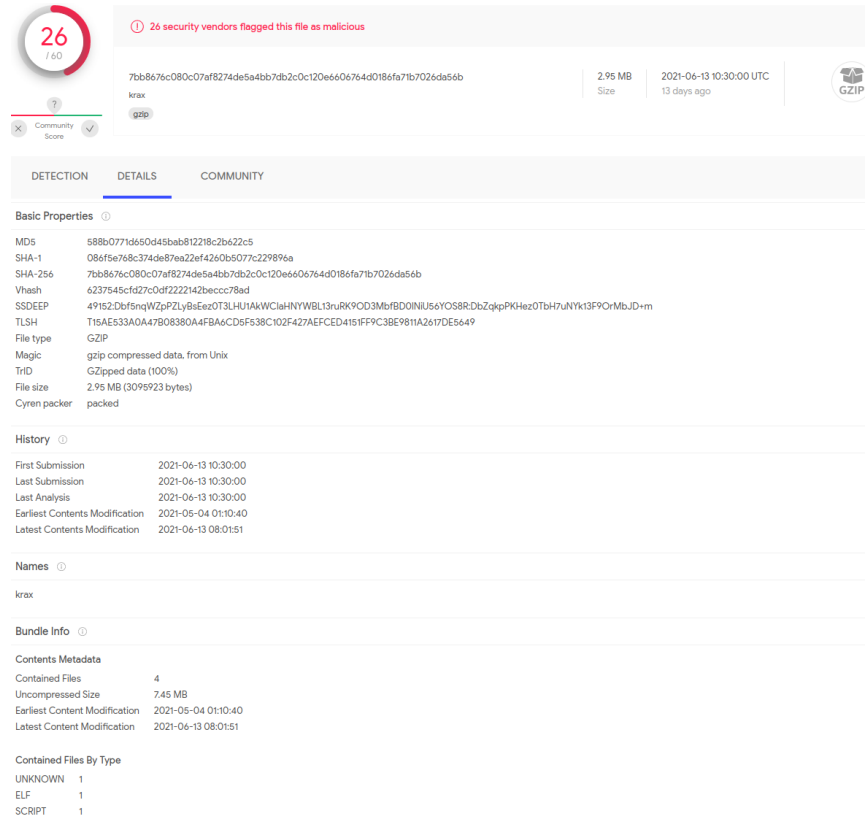 26
/ 60
?
Community
Score
26 security vendors flagged this file as malicious
7bb8676c080c07af8274de5a4bb7db2c0c120e6606764d0186fa71b7026da56b
krax
gzip
2.95 MB
Size
2021-06-13 10:30:00 UTC
13 days ago
GZIP
DETECTION DETAILS COMMUNITY
Basic Properties
MD5 588b0771d650d45bab812218c2b622c5
SHA-1 086f5e768c374de87ea22ef4260b5077c229896a
SHA-256 7bb8676c080c07af8274de5a4bb7db2c0c120e6606764d0186fa71b7026da56b
Vhash 6237545cfd27c0df2222142beccc78ad
SSDEEP 49152:Dbf5nqWZpPZLyBsEez0T3LHU1AkWClaHNYWBL13ruRK9OD3MbfBD0INiU56YOS8R:DbZqkpPKHez0TbH7uNYk13F9OrMbJD+m
TLSH T15AE533A0A47B08380A4FBA6CD5F538C102F427AEFCED4151FF9C3BE9811A2617DE5649
File type GZIP
Magic gzip compressed data, from Unix
TrID GZipped data (100%)
File size 2.95 MB (3095923 bytes)
Cyren packer packed
History
First Submission 2021-06-13 10:30:00
Last Submission 2021-06-13 10:30:00
Last Analysis 2021-06-13 10:30:00
Earliest Contents Modification 2021-05-04 01:10:40
Latest Contents Modification 2021-06-13 08:01:51
Names
krax
Bundle Info
Contents Metadata
Contained Files 4
Uncompressed Size 7.45 MB
Earliest Content Modification 2021-05-04 01:10:40
Latest Content Modification 2021-06-13 08:01:51
Contained Files By Type
UNKNOWN 1
ELF 1
SCRIPT 1